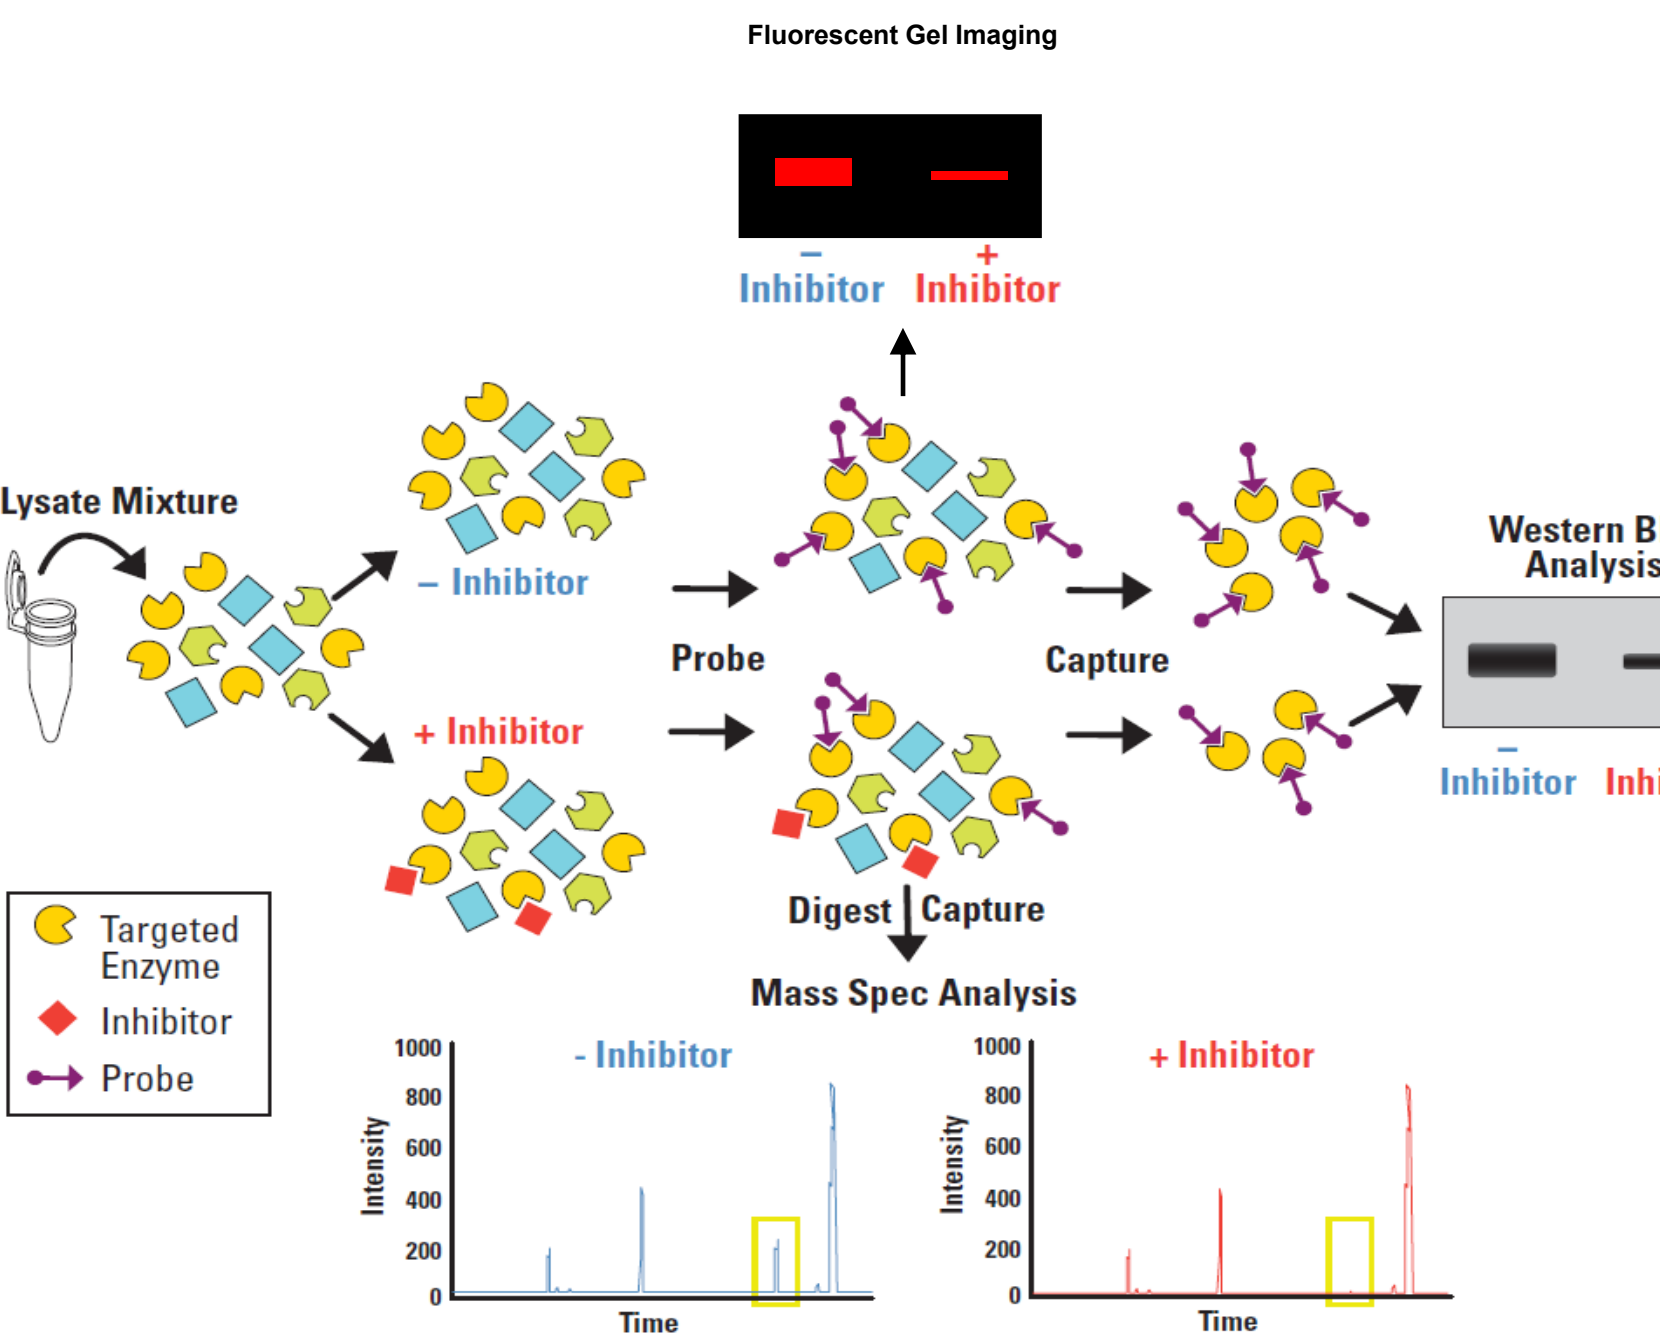 Fluorescent Gel Imaging
–
Inhibitor
+
Inhibitor
Lysate Mixture
– Inhibitor
Probe
Capture
+ Inhibitor
Western B
Analysis
–
Inhibitor
Inhi
Targeted
Enzyme
Inhibitor
Probe
Digest
Capture
Mass Spec Analysis
- Inhibitor
1000
800
600
400
200
0
Intensity
Time
+ Inhibitor
1000
800
600
400
200
0
Intensity
Time